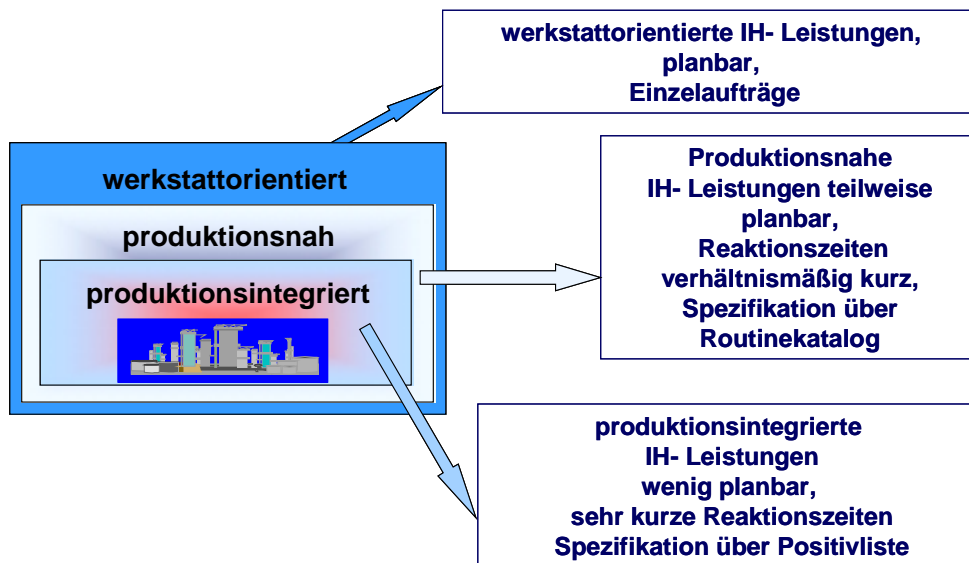 werkstattorientierte IH- Leistungen,
planbar,
Einzelaufträge
werkstattorientiert
produktionsnah
produktionsintegriert
Produktionsnahe
IH- Leistungen teilweise
planbar,
Reaktionszeiten
verhältnismäßig kurz,
Spezifikation über
Routinekatalog
produktionsintegrierte
IH- Leistungen
wenig planbar,
sehr kurze Reaktionszeiten
Spezifikation über Positivliste